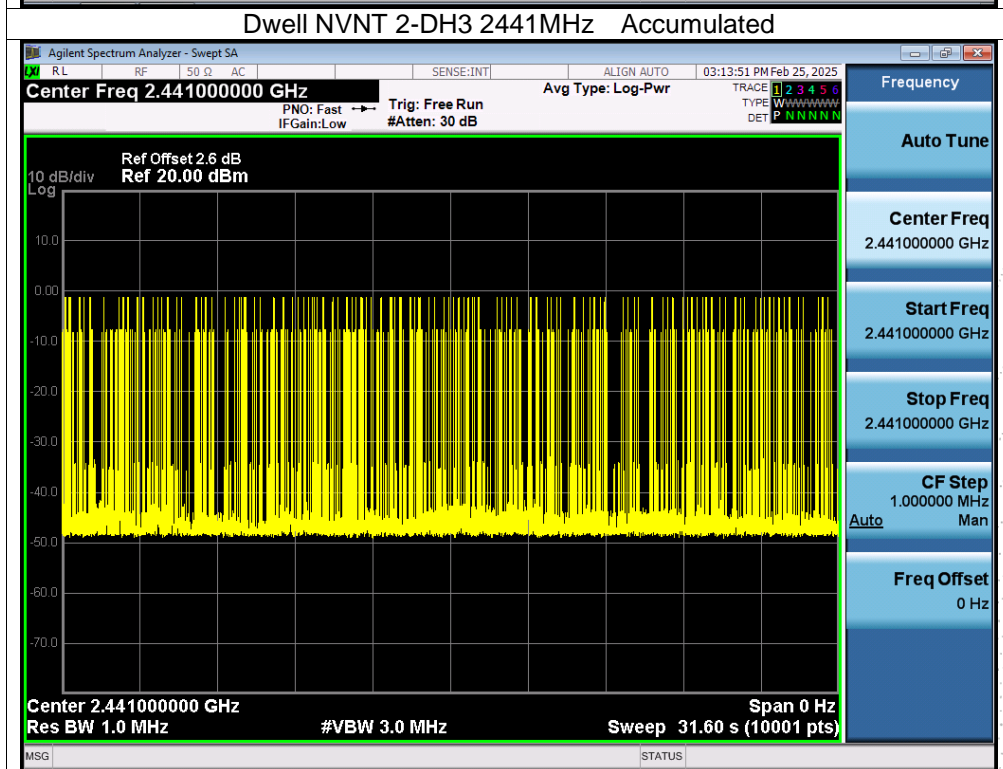 Dwell NVNT 2-DH3 2441MHz Accumulated
Agilent Spectrum Analyzer - Swept SA
LXI RL RF 50 Ω AC SENSE:INT ALIGN AUTO 03:13:51 PM Feb 25, 2025
Center Freq 2.441000000 GHz Avg Type: Log-Pwr TRACE 1 2 3 4 5 6
PNO: Fast Trig: Free Run TYPE WWWWWWW
IFGain:Low #Atten: 30 dB DET P N N N N N
Ref Offset 2.6 dB
10 dB/div Ref 20.00 dBm
Log
10.0
0.00
-10.0
-20.0
-30.0
-40.0
-50.0
-60.0
-70.0
Center 2.441000000 GHz Span 0 Hz
Res BW 1.0 MHz #VBW 3.0 MHz Sweep 31.60 s (10001 pts)
MSG STATUS
Frequency
Auto Tune
Center Freq
2.441000000 GHz
Start Freq
2.441000000 GHz
Stop Freq
2.441000000 GHz
CF Step
1.000000 MHz
Auto Man
Freq Offset
0 Hz